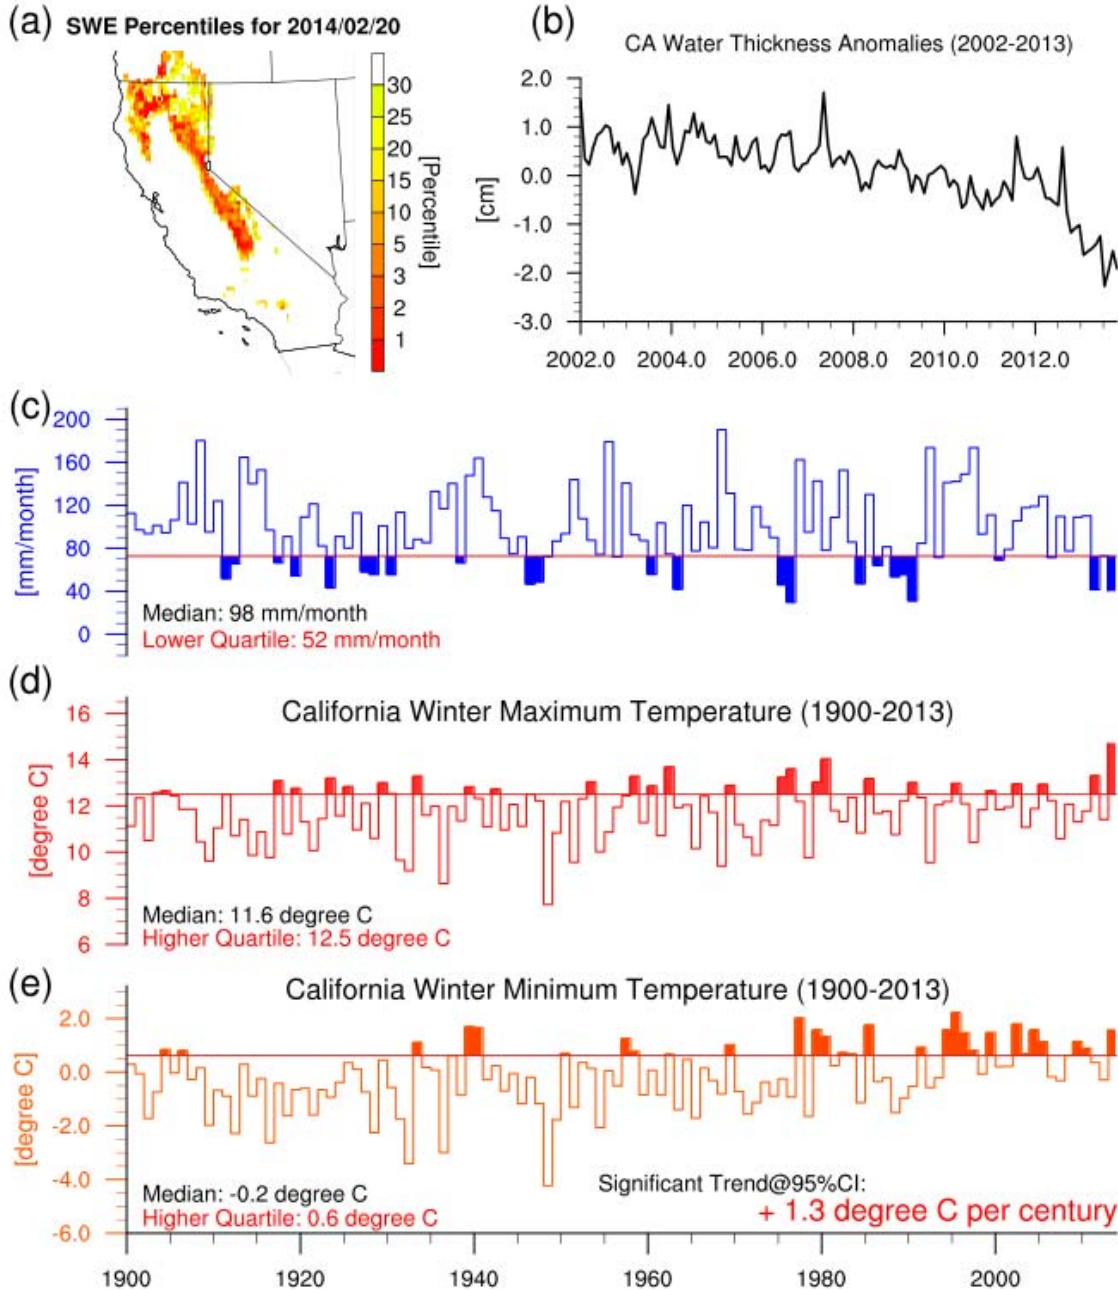 (a) SWE Percentiles for 2014/02/20
30
25
20
15
10
5
3
2
1
[Percentile]
(b)
CA Water Thickness Anomalies (2002-2013)
2.0
1.0
0.0
-1.0
-2.0
-3.0
[cm]
2002.0 2004.0 2006.0 2008.0 2010.0 2012.0
(c)
200
160
120
80
40
0
[mm/month]
Median: 98 mm/month
Lower Quartile: 52 mm/month
(d)
California Winter Maximum Temperature (1900-2013)
16
14
12
10
8
6
[degree C]
Median: 11.6 degree C
Higher Quartile: 12.5 degree C
(e)
California Winter Minimum Temperature (1900-2013)
2.0
0.0
-2.0
-4.0
-6.0
[degree C]
Median: -0.2 degree C
Higher Quartile: 0.6 degree C
Significant Trend@95%CI:
+ 1.3 degree C per century
1900 1920 1940 1960 1980 2000